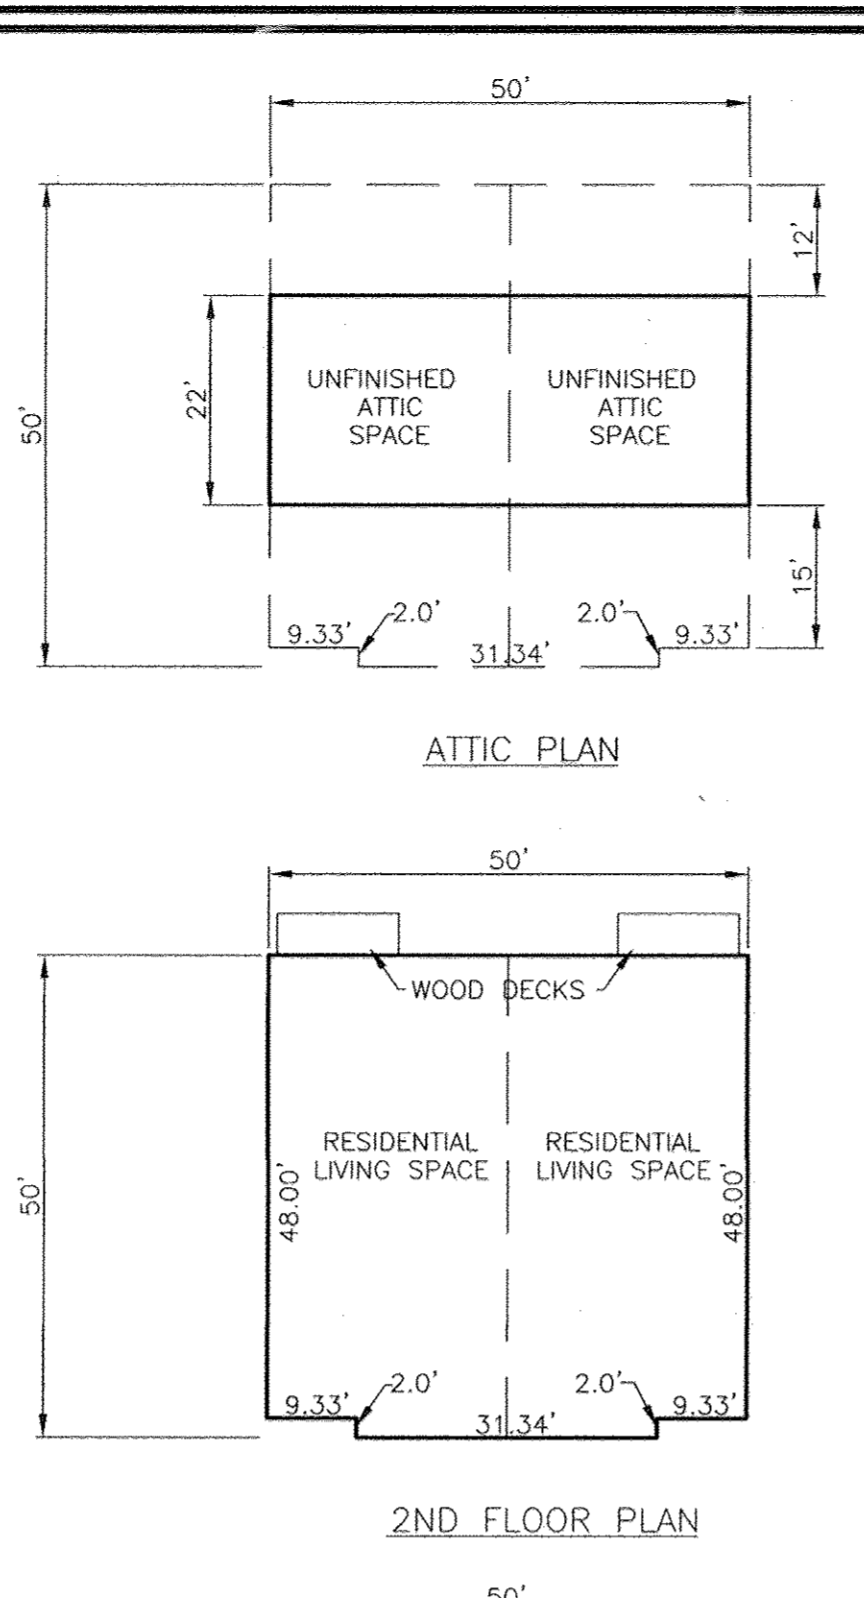 50'
12'
50'
22'
UNFINISHED
ATTIC
SPACE
UNFINISHED
ATTIC
SPACE
15'
9.33'
2.0'
2.0'
9.33'
31.34'
ATTIC PLAN
50'
WOOD DECKS
50'
RESIDENTIAL
LIVING SPACE
48.00'
RESIDENTIAL
LIVING SPACE
48.00'
9.33'
2.0'
2.0'
9.33'
31.34'
2ND FLOOR PLAN
50'